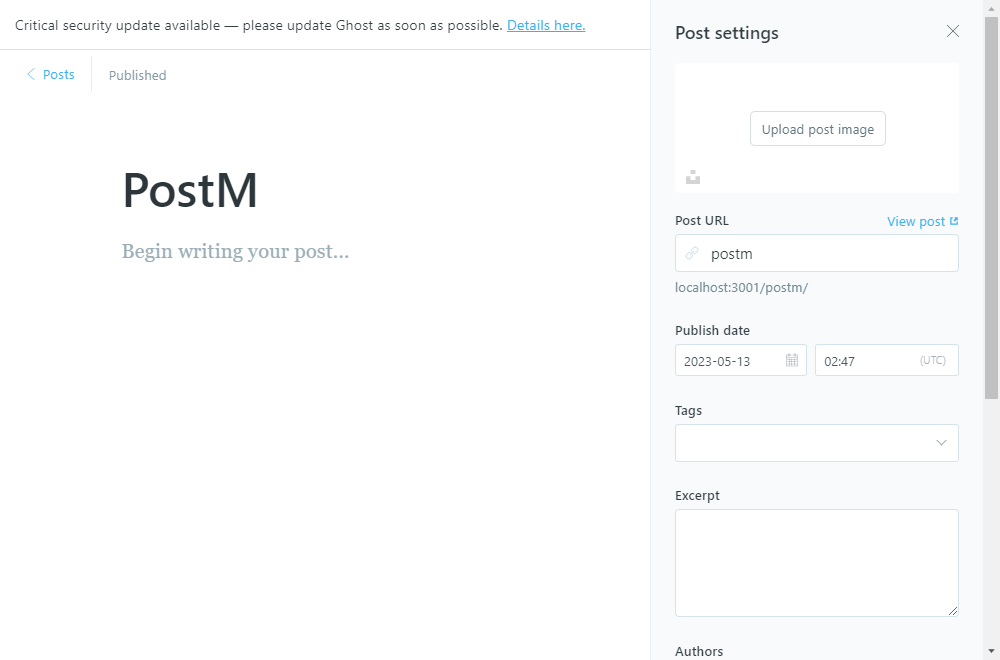 Critical security update available — please update Ghost as soon as possible. Details here.
Posts
Published
PostM
Begin writing your post...
Post settings
Upload post image
Post URL
View post
postm
localhost:3001/postm/
Publish date
2023-05-13
02:47
(UTC)
Tags
Excerpt
Authors